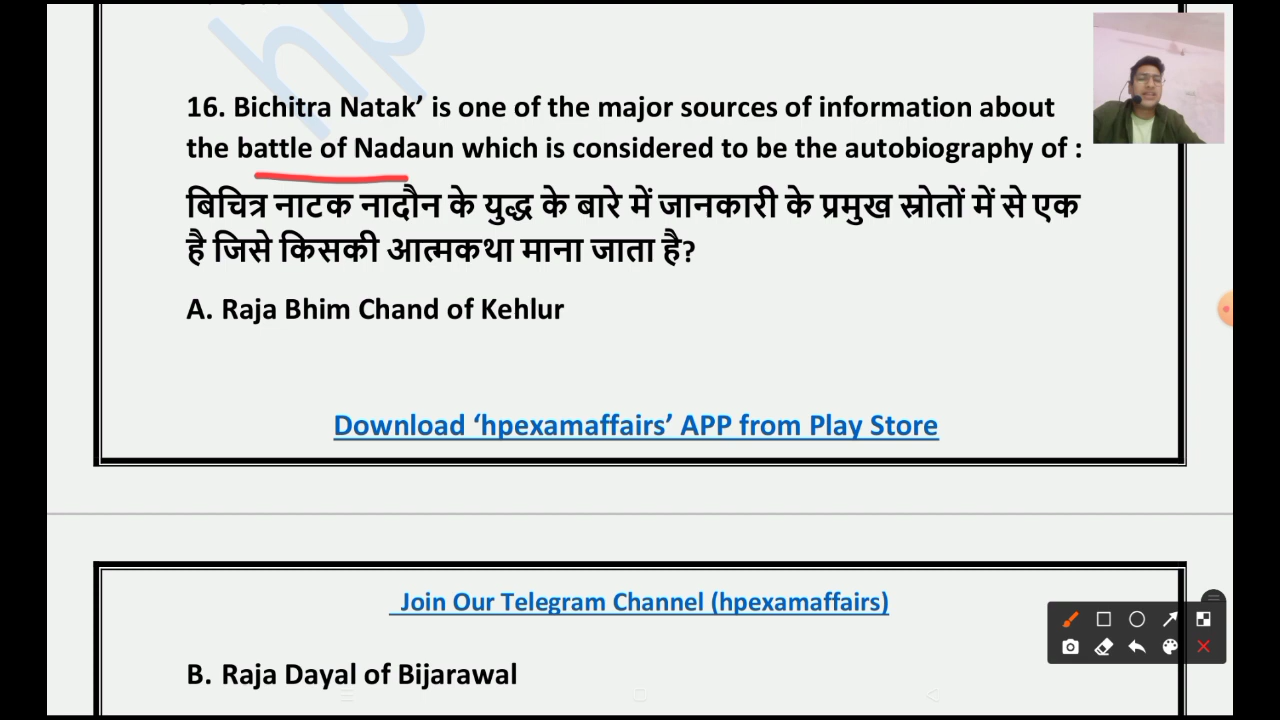 hp
16. Bichitra Natak’ is one of the major sources of information about
the battle of Nadaun which is considered to be the autobiography of :
बिचित्र नाटक नादौन के युद्ध के बारे में जानकारी के प्रमुख स्रोतों में से एक
है जिसे किसकी आत्मकथा माना जाता है?
A. Raja Bhim Chand of Kehlur
Download ‘hpexamaffairs’ APP from Play Store
Join Our Telegram Channel (hpexamaffairs)
B. Raja Dayal of Bijarawal